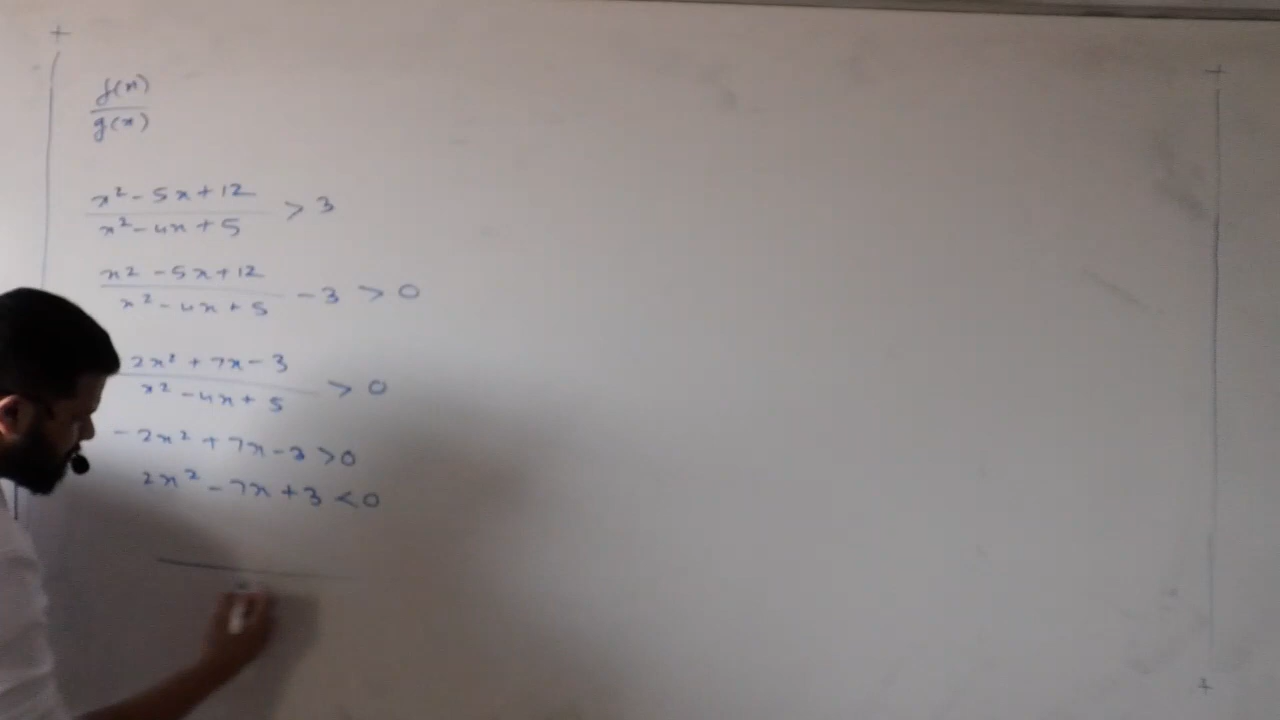 f(x)
g(x)
x² - 5x + 12
x² - 4x + 5
> 3
x² - 5x + 12
x² - 4x + 5
- 3 > 0
2x² + 7x - 3
x² - 4x + 5
> 0
- 2x² + 7x - 3 > 0
2x² - 7x + 3 < 0